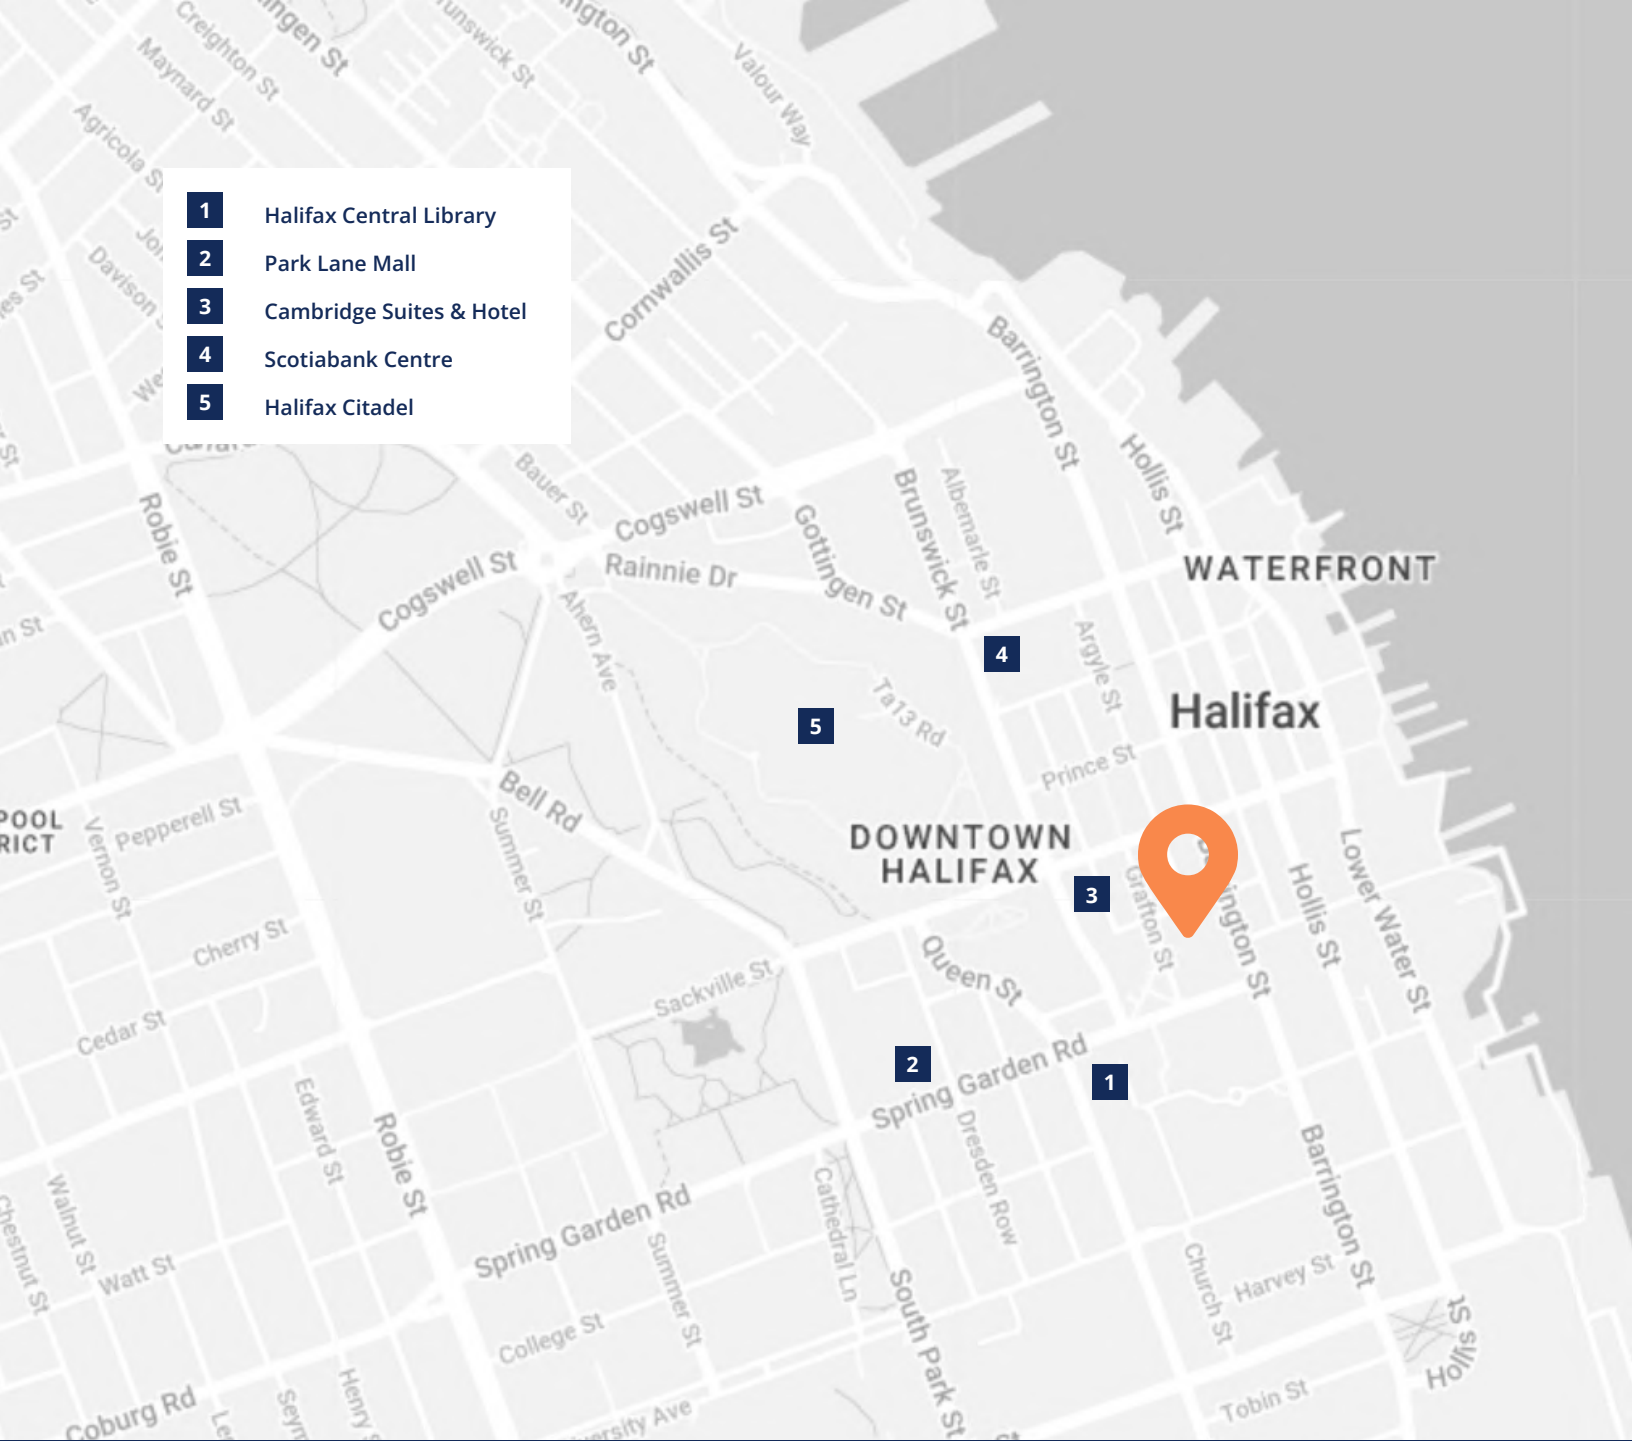 Creighton St
Maynard St
Agricola St
Valour Way
1 Halifax Central Library
2 Park Lane Mall
3 Cambridge Suites & Hotel
4 Scotiabank Centre
5 Halifax Citadel
Davison
Cornwallis St
Barrington St
Hollis St
Bauer St
Cogswell St
Robie St
Cogswell St
Rainnie Dr
Gottingen St
Brunswick St
Albemarle St
WATERFRONT
Ahern Ave
Argyle St
4
Ta13 Rd
5
Halifax
Prince St
Bell Rd
Pepperell St
Vernon St
Summer St
DOWNTOWN
HALIFAX
3
Grafton St
Hollis St
Lower Water St
Cherry St
Queen St
Sackville St
Cedar St
2
Spring Garden Rd
1
Edward St
Robie St
Dresden Row
Barrington St
Walnut St
Chestnut St
Watt St
Spring Garden Rd
Summer St
Cathedral Ln
South Park St
Church St
Harvey St
Hollis St
College St
Coburg Rd
Henry
Tobin St